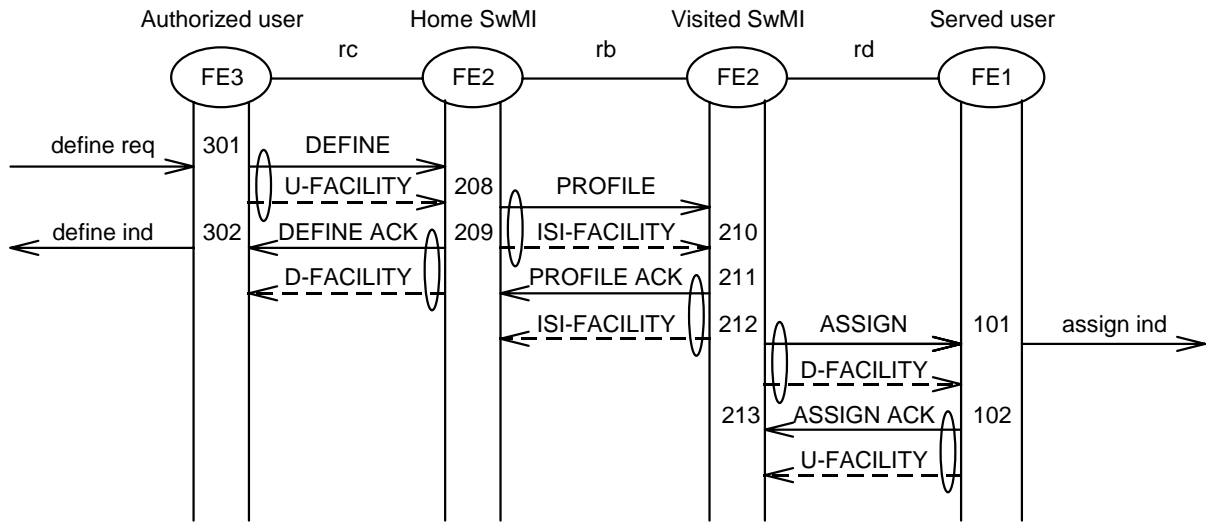 Authorized user Home SwMI Visited SwMI Served user
rc rb rd
FE3 FE2 FE2 FE1
define req 301 DEFINE
U-FACILITY 208 PROFILE
define ind 302 DEFINE ACK 209 ISI-FACILITY 210
D-FACILITY PROFILE ACK 211
ISI-FACILITY 212 ASSIGN 101 assign ind
D-FACILITY
213 ASSIGN ACK 102
U-FACILITY